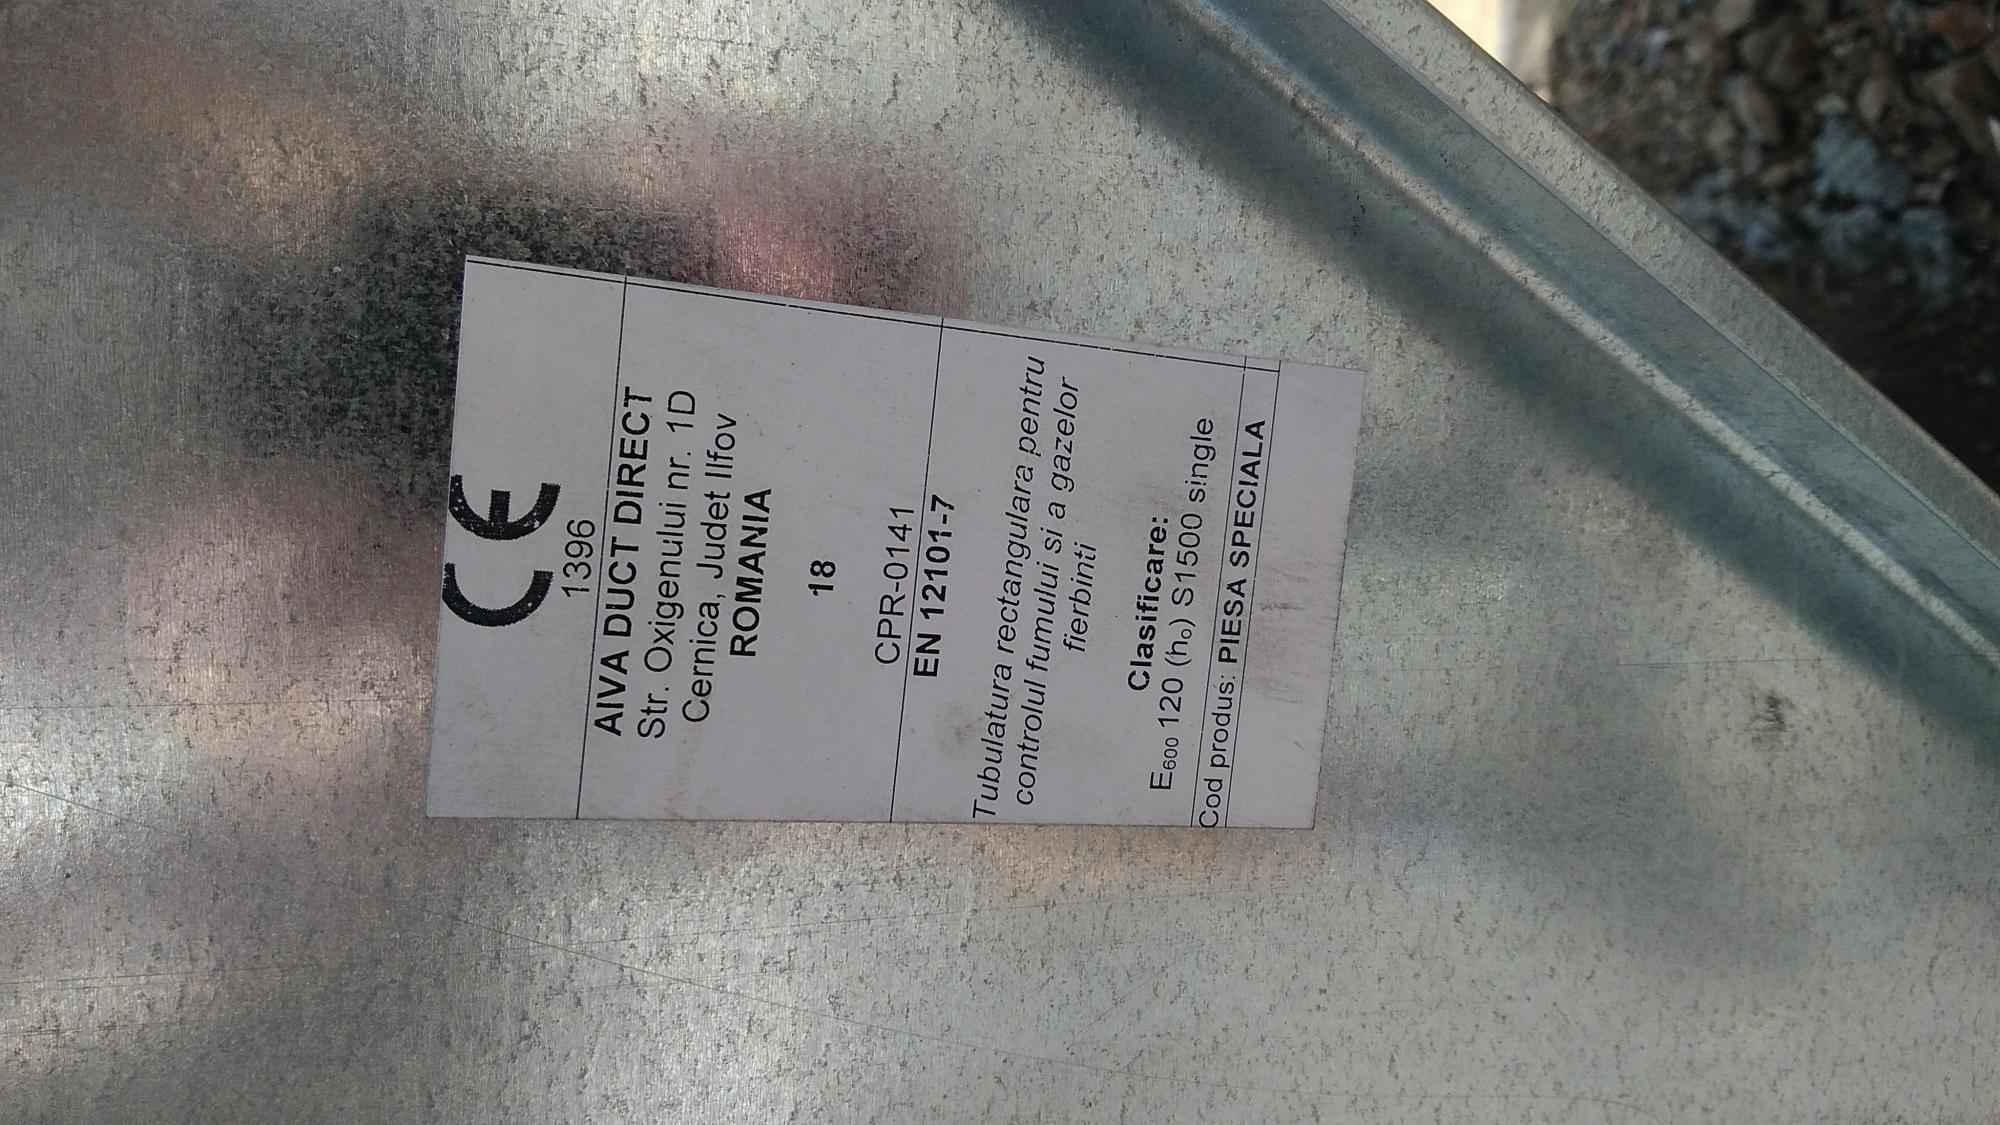 CE
1396
AIVA DUCT DIRECT
Str. Oxigenului nr. 1D
Cernica, Judet Ilfov
ROMANIA
18
CPR-0141
EN 12101-7
Tubulatura rectangulara pentru
controlul fumului si a gazelor
fierbinti
Clasificare:
E₆₀₀ 120 (hₒ) S1500 single
Cod produs: PIESA SPECIALA